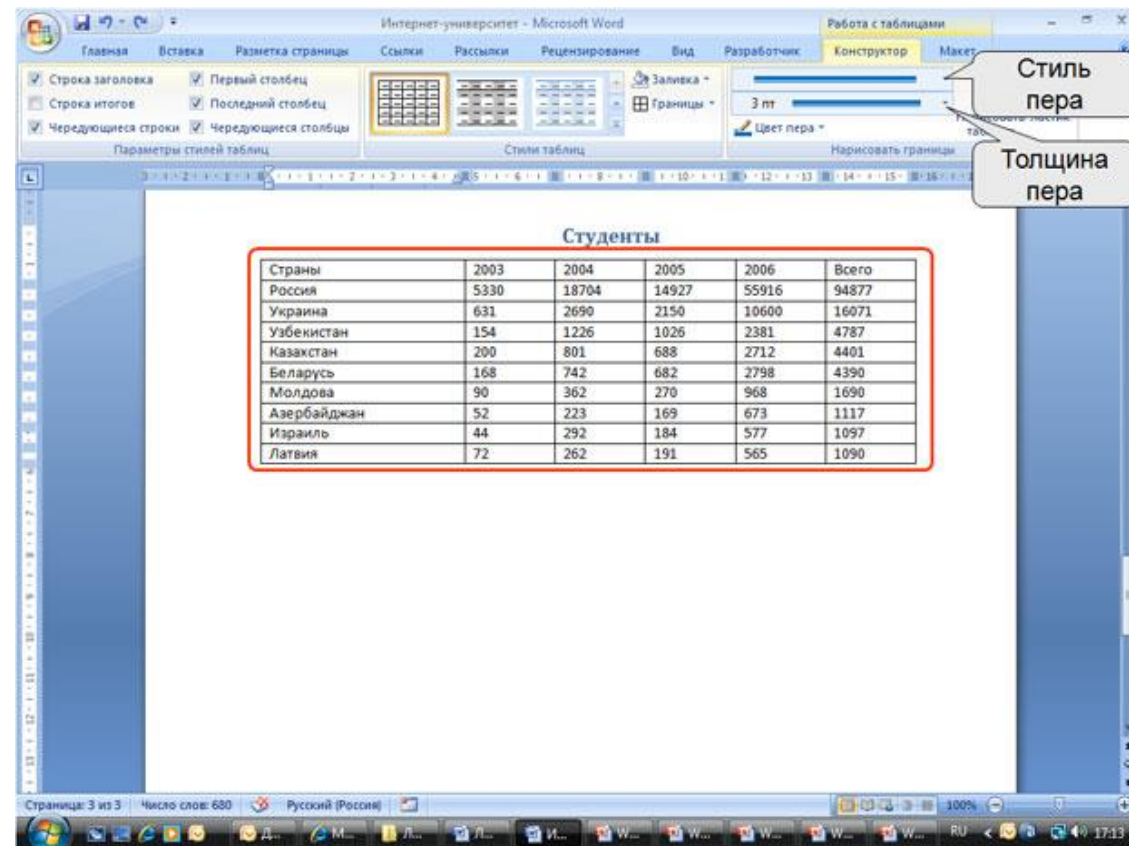 Интернет-университет - Microsoft Word
Работа с таблицами
Главная Вставка Разметка страницы Ссылки Рассылки Рецензирование Вид Разработчик Конструктор Макет
Стиль
пера
Строка заголовка Первый столбец
Строка итогов Последний столбец
Чередующиеся строки Чередующиеся столбцы
Параметры стилей таблиц
Заливка
Границы
Стили таблиц
3 пт
Цвет пера
Нарисовать границы
Толщина
пера
Студенты
Страны 2003 2004 2005 2006 Всего
Россия 5330 18704 14927 55916 94877
Украина 631 2690 2150 10600 16071
Узбекистан 154 1226 1026 2381 4787
Казахстан 200 801 688 2712 4401
Беларусь 168 742 682 2798 4390
Молдова 90 362 270 968 1690
Азербайджан 52 223 169 673 1117
Израиль 44 292 184 577 1097
Латвия 72 262 191 565 1090
Страница: 3 из 3 Число слов: 680 Русский (Россия) 100%
Д... М... Л... Л... И... W... W... W... W... W... RU 17:13